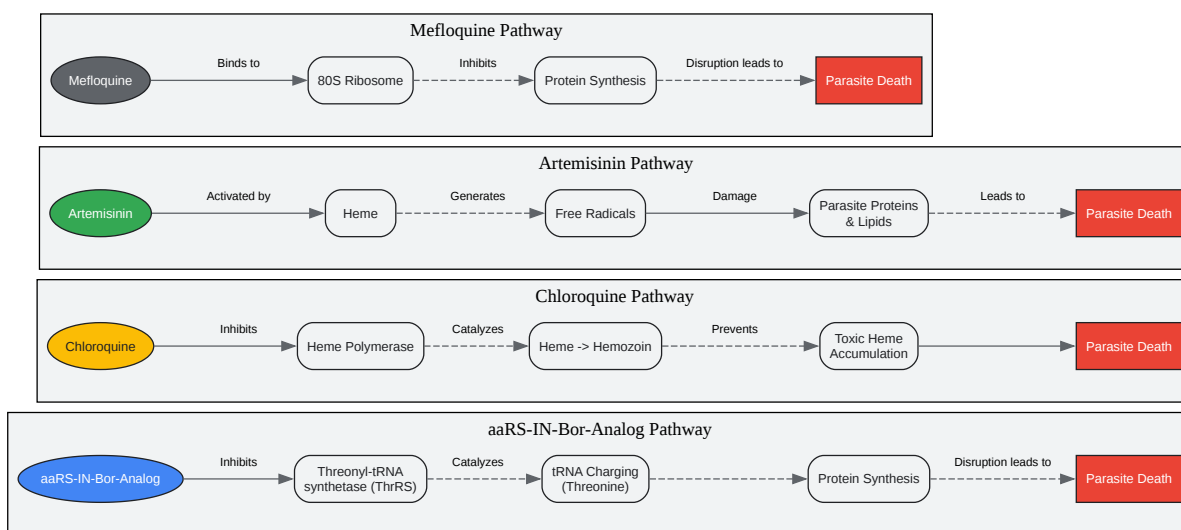 Mefloquine Pathway
Binds to
Inhibits
Disruption leads to
Mefloquine
80S Ribosome
Protein Synthesis
Parasite Death
Artemisinin Pathway
Activated by
Generates
Damage
Leads to
Artemisinin
Heme
Free Radicals
Parasite Proteins
& Lipids
Parasite Death
Chloroquine Pathway
Inhibits
Catalyzes
Prevents
Chloroquine
Heme Polymerase
Heme -> Hemozoin
Toxic Heme
Accumulation
Parasite Death
aaRS-IN-Bor-Analog Pathway
Inhibits
Catalyzes
Disruption leads to
aaRS-IN-Bor-Analog
Threonyl-tRNA
synthetase (ThrRS)
tRNA Charging
(Threonine)
Protein Synthesis
Parasite Death